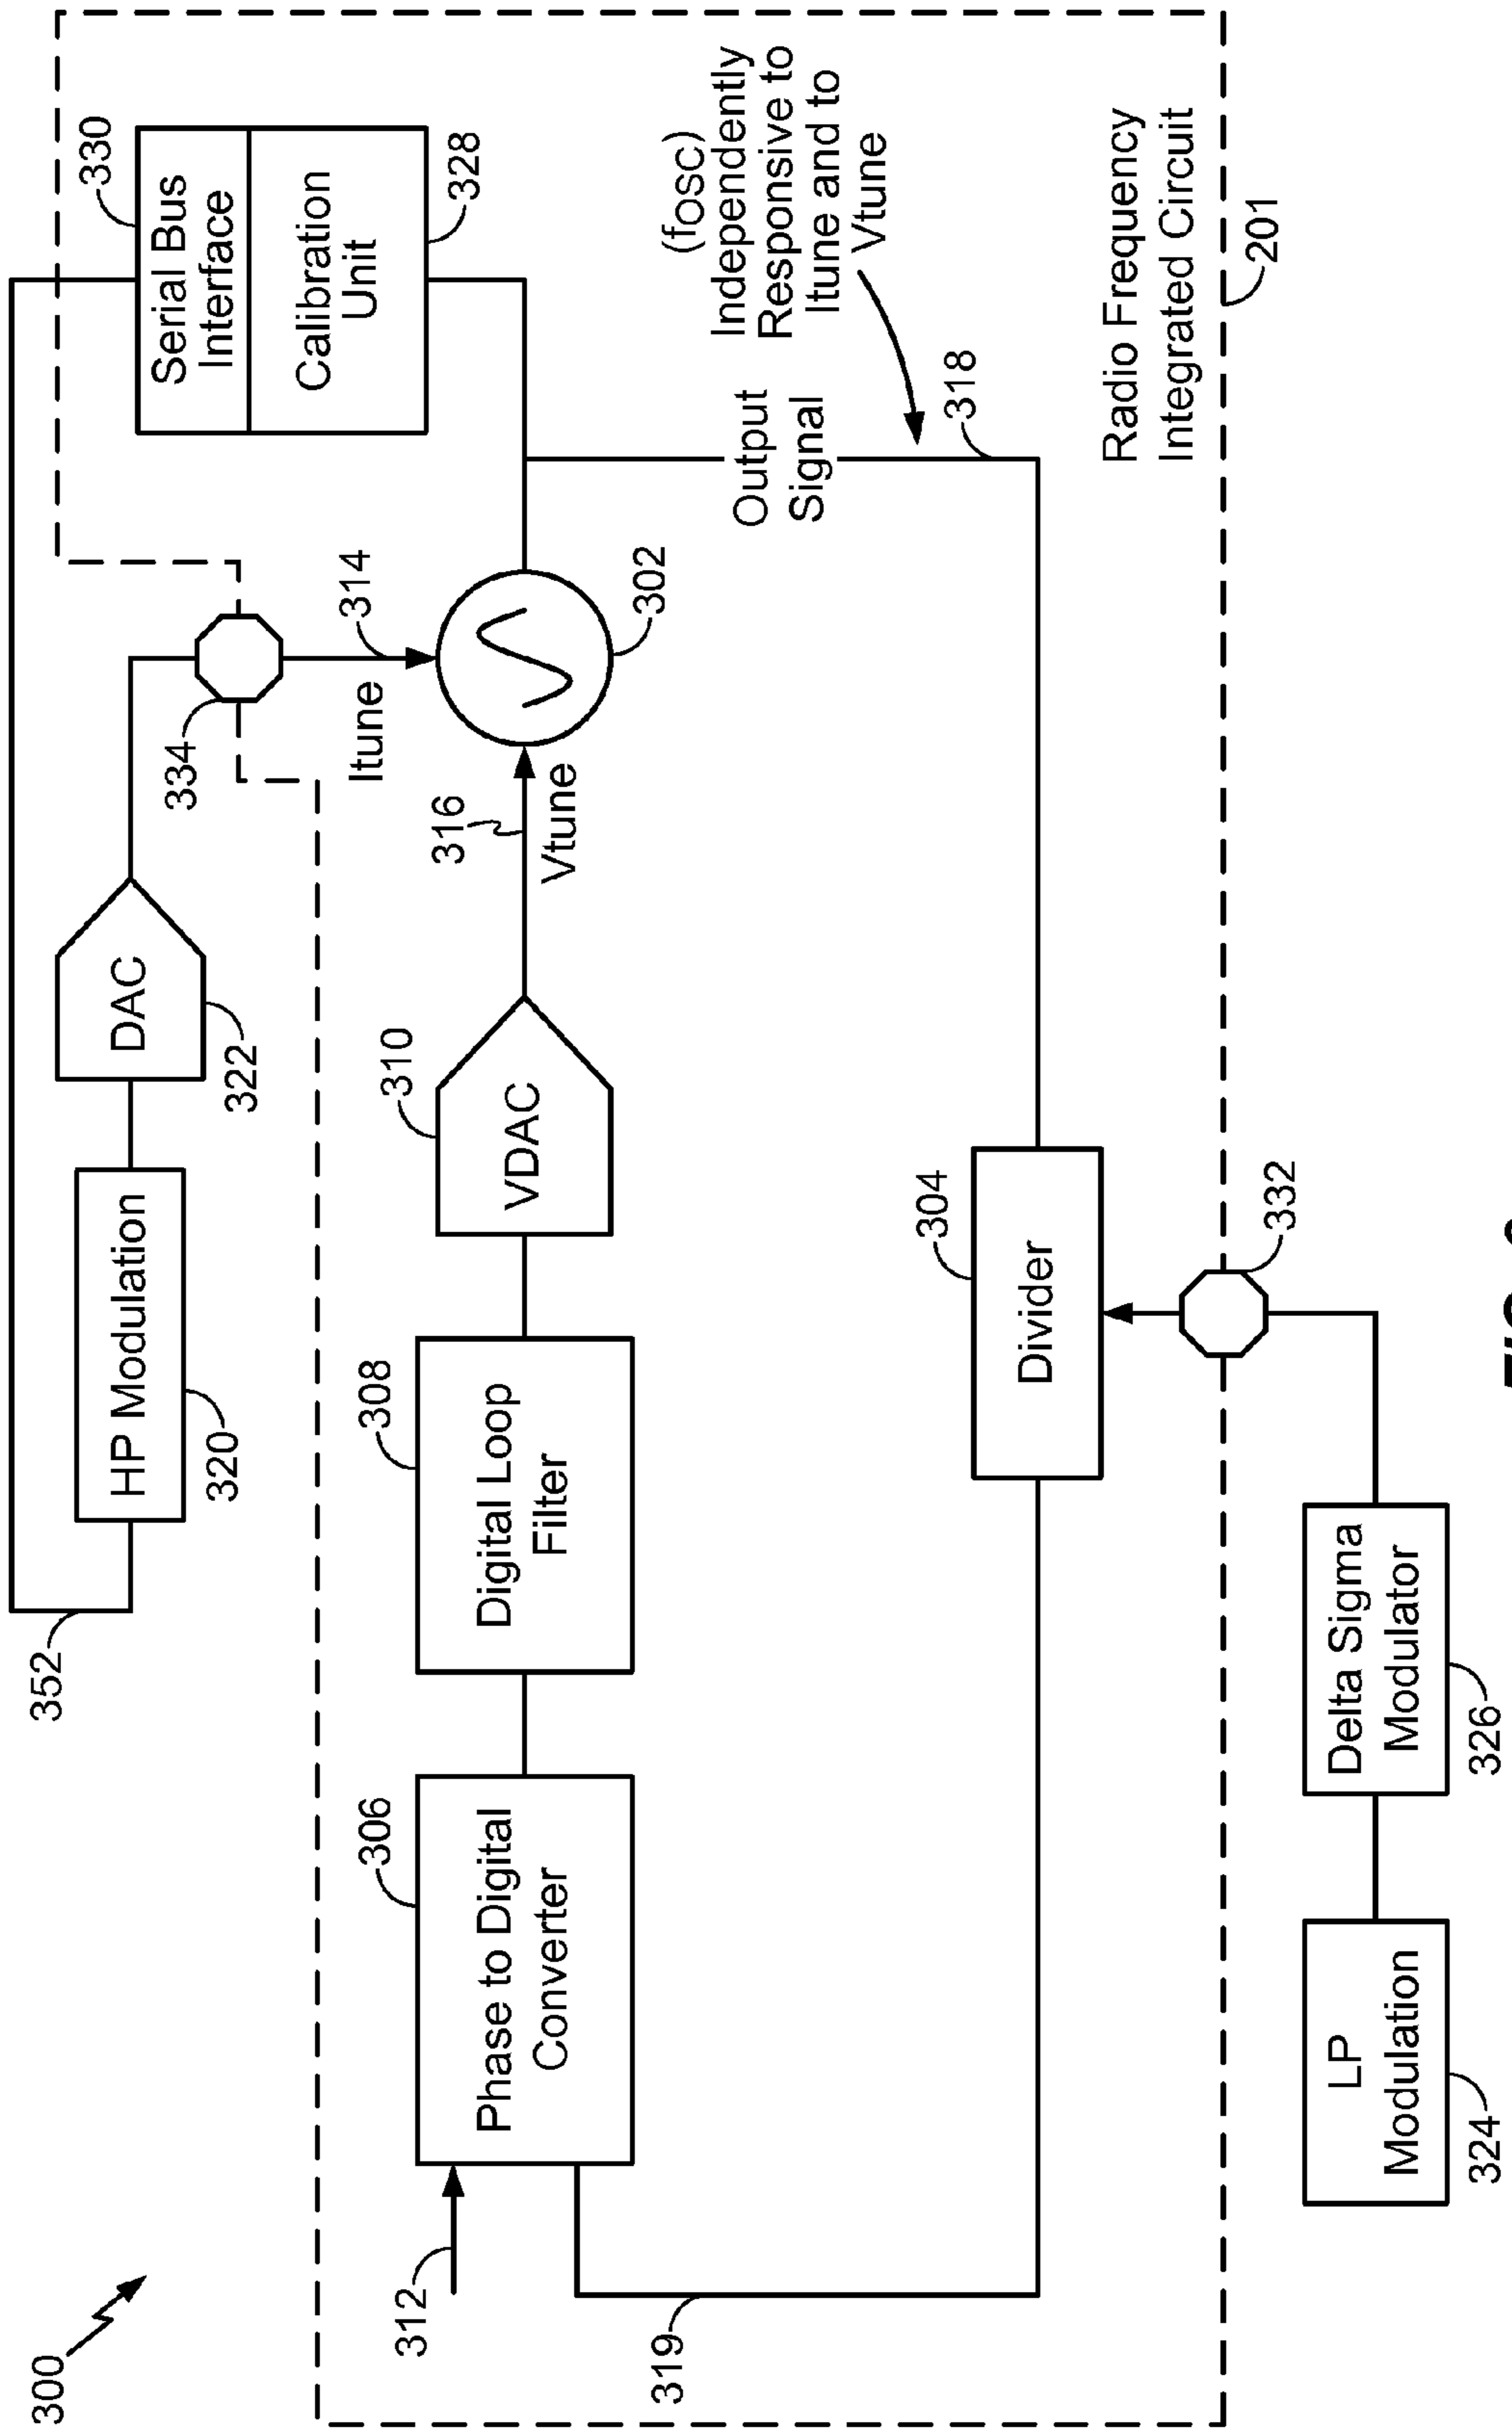 300
352
HP Modulation
320
DAC
322
334
Itune
314
Serial Bus
Interface
330
Calibration
Unit
328
312
Phase to Digital
Converter
306
Digital Loop
Filter
308
VDAC
310
316
Vtune
302
Output
Signal
(fosc)
Independently
Responsive to
Itune and to
Vtune
318
319
Divider
304
332
Radio Frequency
Integrated Circuit
201
LP
Modulation
324
Delta Sigma
Modulator
326